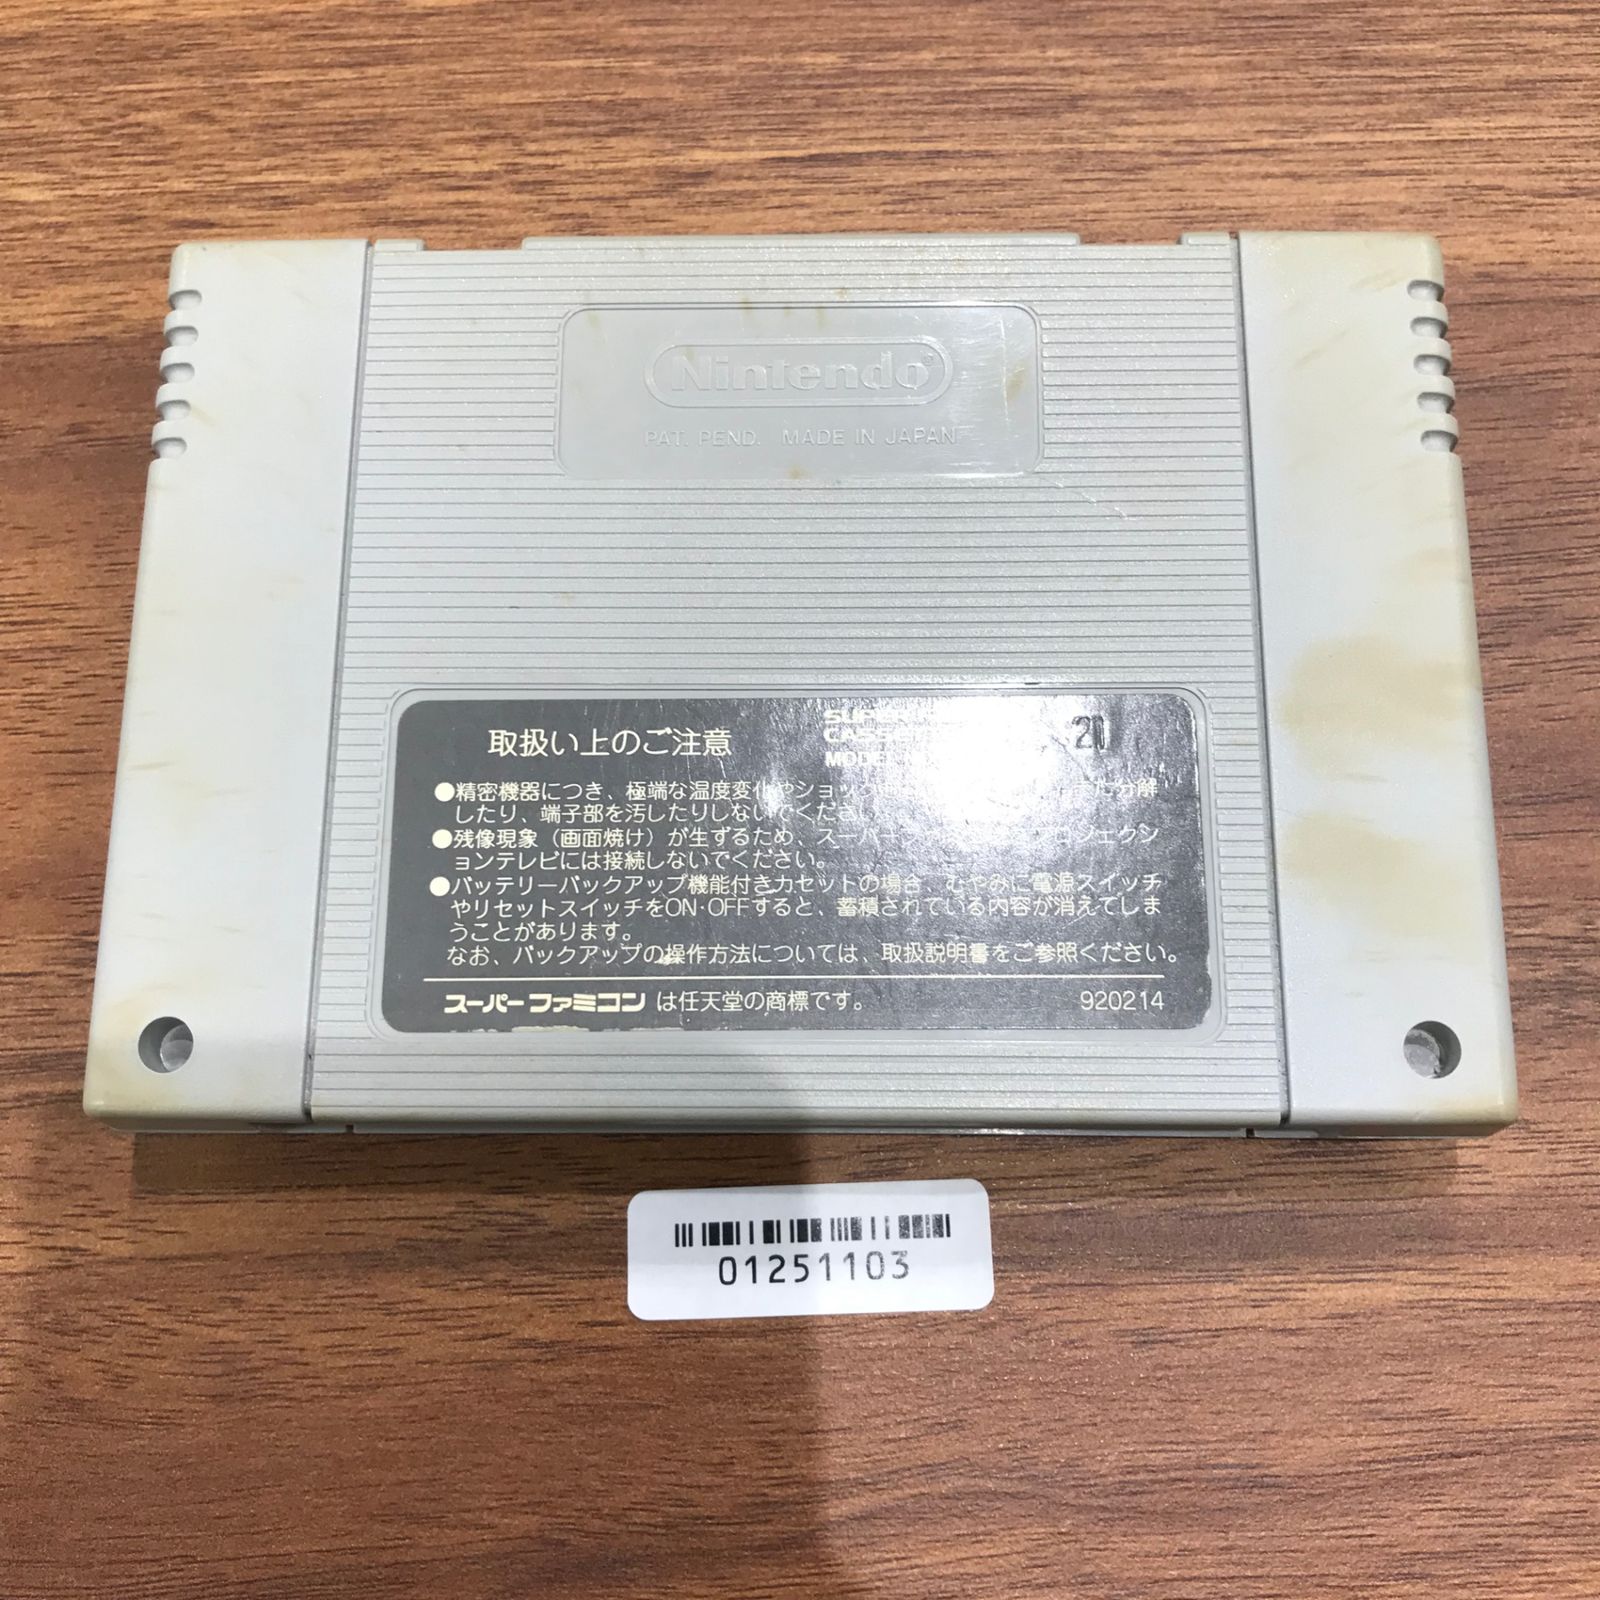 Nintendo®
PAT. PEND. MADE IN JAPAN
取扱い上のご注意
SUPER
CASS
MODE
20
●精密機器につき、極端な温度変化やショッ
したり、端子部を汚したりしないでくださ
●残像現象（画面焼け）が生ずるため、スーパー ジェクシ
ョンテレビには接続しないでください。
●バッテリーバックアップ機能付きカセットの場合、むやみに電源スイッチ
やリセットスイッチをON·OFFすると、蓄積されている内容が消えてしま
うことがあります。
なお、バックアップの操作方法については、取扱説明書をご参照ください。
スーパーファミコンは任天堂の商標です。 920214
01251103